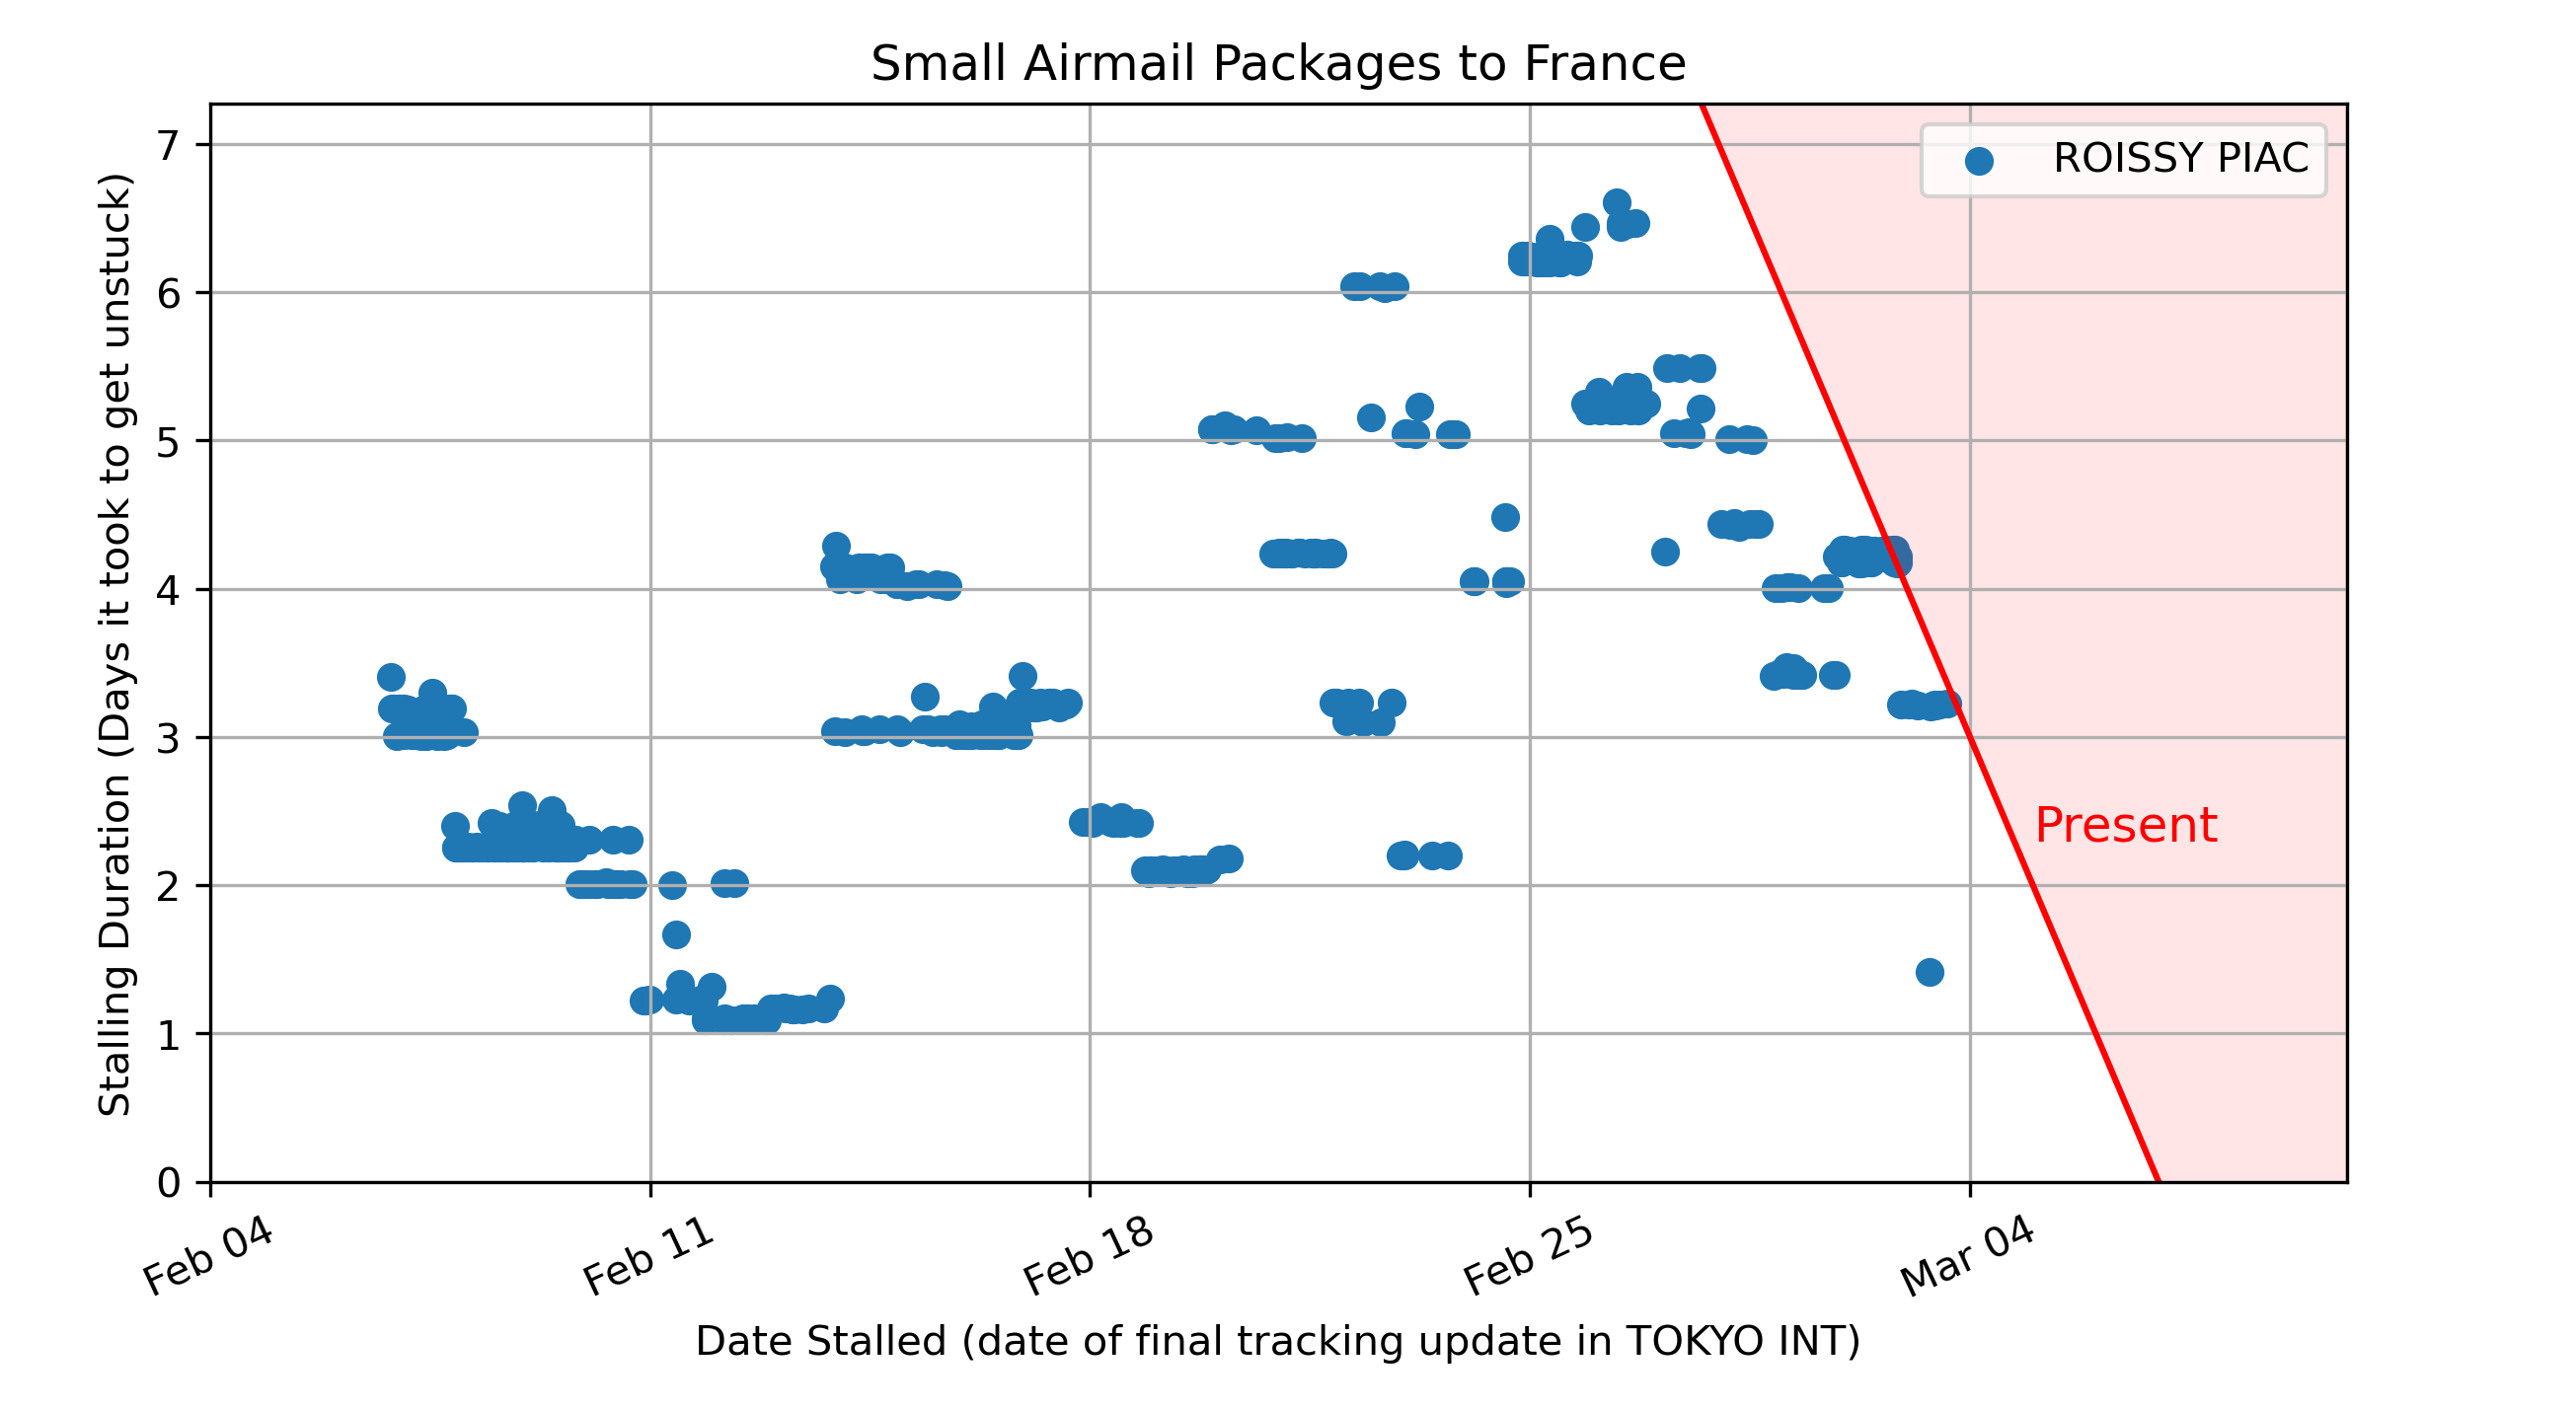 Small Airmail Packages to France
Stalling Duration (Days it took to get unstuck)
7
6
5
4
3
2
1
0
ROISSY PIAC
Present
Feb 04
Feb 11
Feb 18
Feb 25
Mar 04
Date Stalled (date of final tracking update in TOKYO INT)